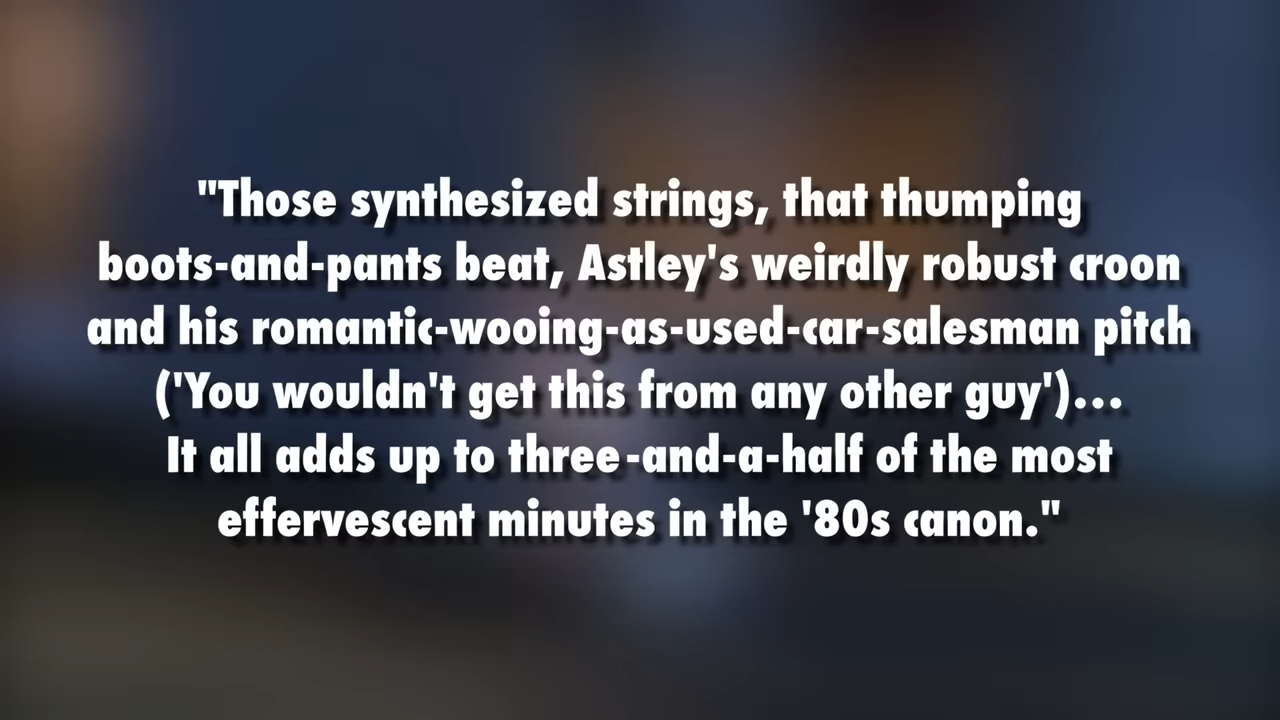 "Those synthesized strings, that thumping
boots-and-pants beat, Astley's weirdly robust croon
and his romantic-wooing-as-used-car-salesman pitch
('You wouldn't get this from any other guy')...
It all adds up to three-and-a-half of the most
effervescent minutes in the '80s canon."